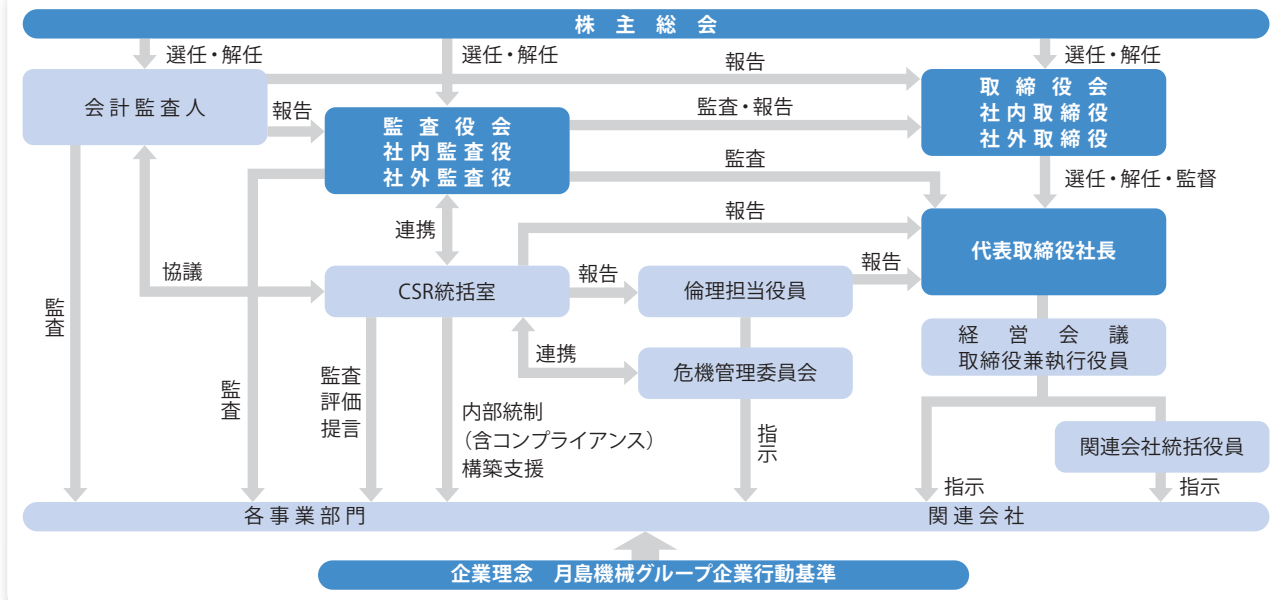 株主総会
選任・解任
選任・解任
選任・解任
会計監査人
報告
取締役会
社内取締役
社外取締役
報告
監査役会
社内監査役
社外監査役
監査・報告
監査
選任・解任・監督
連携
報告
代表取締役社長
協議
CSR統括室
報告
倫理担当役員
報告
監査
連携
危機管理委員会
経営会議
取締役兼執行役員
監査
監査
評価
提言
内部統制
（含コンプライアンス）
構築支援
指示
関連会社統括役員
指示
指示
各事業部門
関連会社
企業理念　月島機械グループ企業行動基準